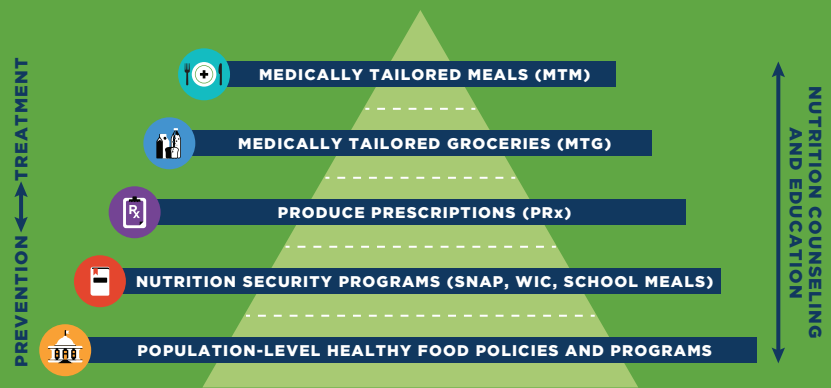 MEDICALLY TAILORED MEALS (MTM)
MEDICALLY TAILORED GROCERIES (MTG)
Rx
PRODUCE PRESCRIPTIONS (PRx)
NUTRITION SECURITY PROGRAMS (SNAP, WIC, SCHOOL MEALS)
POPULATION-LEVEL HEALTHY FOOD POLICIES AND PROGRAMS
PREVENTION
TREATMENT
NUTRITION COUNSELING
AND EDUCATION